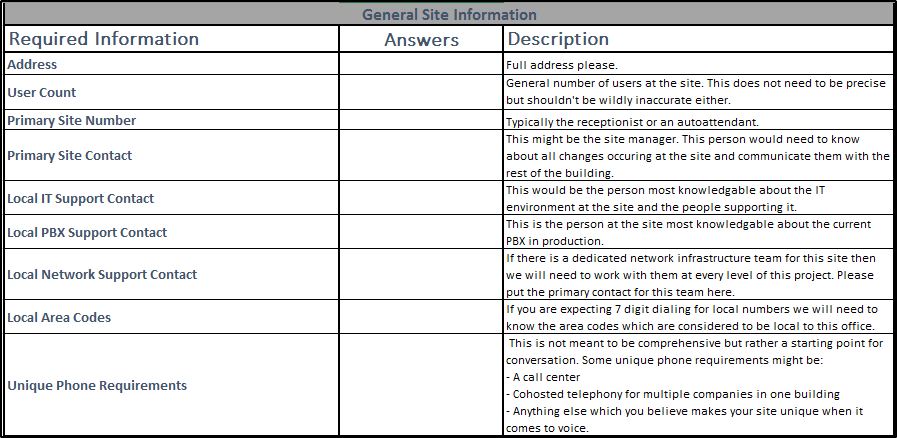 General Site Information
Required Information Answers Description
Address Full address please.
User Count General number of users at the site. This does not need to be precise
but shouldn't be wildly inaccurate either.
Primary Site Number Typically the receptionist or an autoattendant.
Primary Site Contact This might be the site manager. This person would need to know
about all changes occuring at the site and communicate them with the
rest of the building.
Local IT Support Contact This would be the person most knowledgable about the IT
environment at the site and the people supporting it.
Local PBX Support Contact This is the person at the site most knowledgable about the current
PBX in production.
Local Network Support Contact If there is a dedicated network infrastructure team for this site then
we will need to work with them at every level of this project. Please
put the primary contact for this team here.
Local Area Codes If you are expecting 7 digit dialing for local numbers we will need to
know the area codes which are considered to be local to this office.
Unique Phone Requirements This is not meant to be comprehensive but rather a starting point for
conversation. Some unique phone requirements might be:
- A call center
- Cohosted telephony for multiple companies in one building
- Anything else which you believe makes your site unique when it
comes to voice.